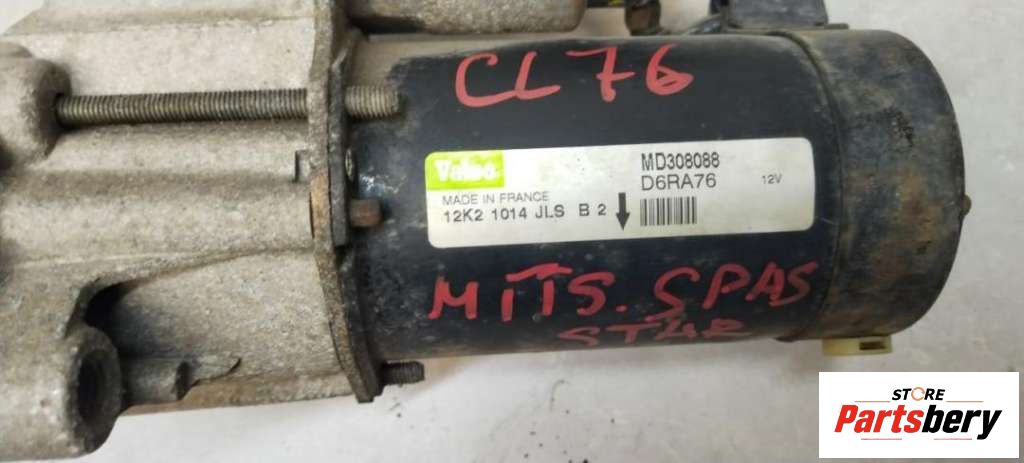 CL76
Valeo
MADE IN FRANCE
12K2 1014 JLS B 2
MD308088
D6RA76
12V
MITS. SPAS
STAR
STORE
Partsbery